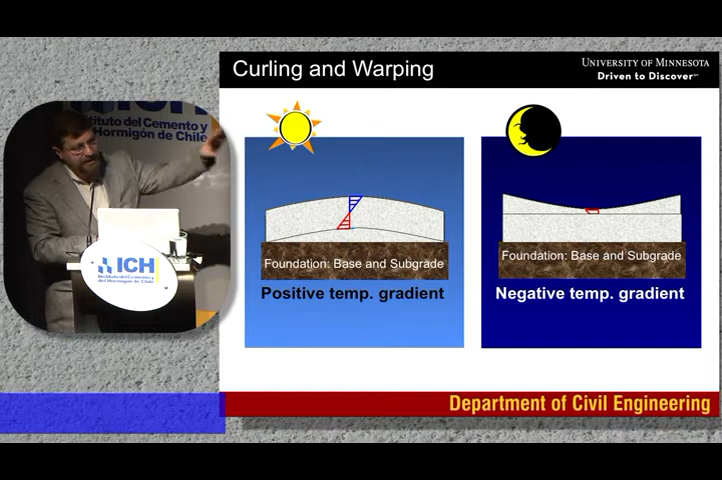 Curling and Warping
UNIVERSITY OF MINNESOTA
Driven to Discover℠
ICH
Instituto del Cemento y
del Hormigón de Chile
ICH
Instituto del Cemento y
del Hormigón de Chile
Foundation: Base and Subgrade
Positive temp. gradient
Foundation: Base and Subgrade
Negative temp. gradient
Department of Civil Engineering